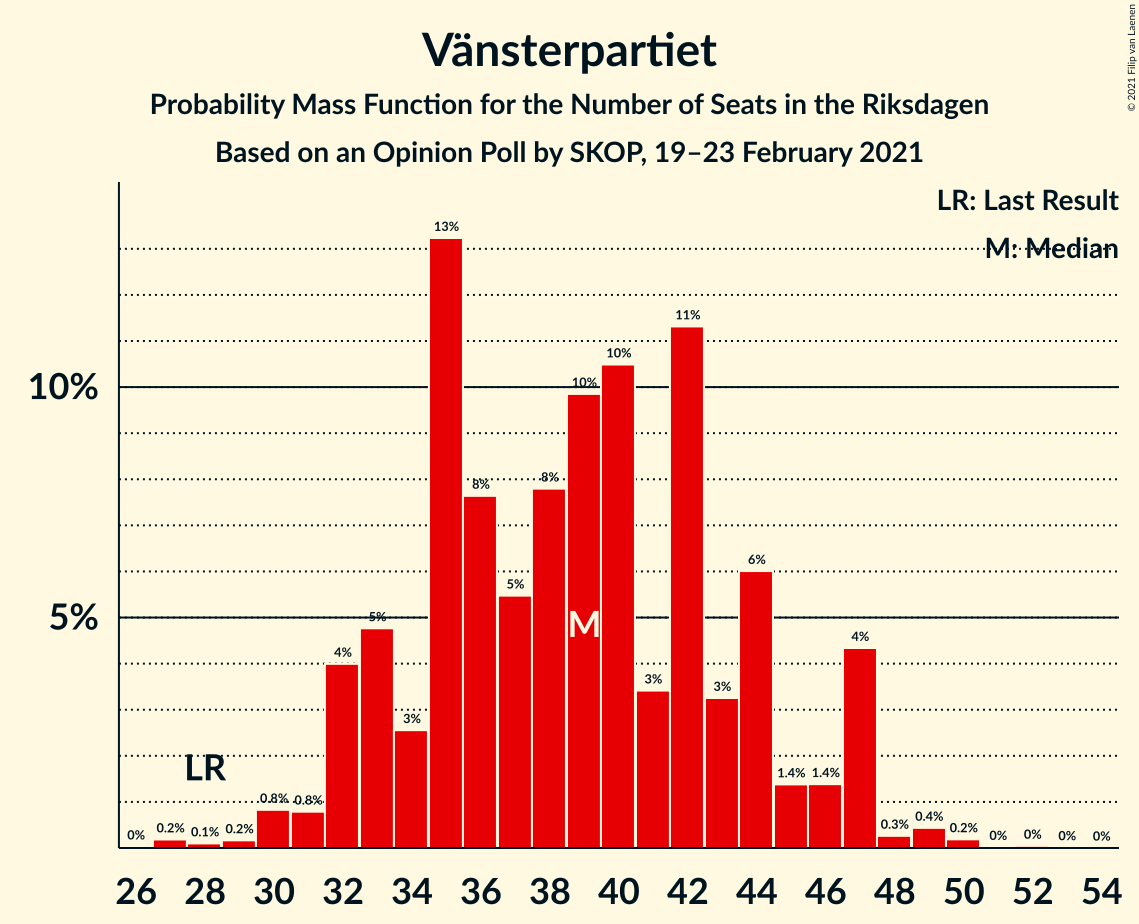 © 2021 Filip van Laenen
Vänsterpartiet
Probability Mass Function for the Number of Seats in the Riksdagen
Based on an Opinion Poll by SKOP, 19–23 February 2021
LR: Last Result
M: Median
10%
5%
0% 0.2% 0.1% 0.2% 0.8% 0.8% 4% 5% 3% 13% 8% 5% 8% 10% 10% 3% 11% 3% 6% 1.4% 1.4% 4% 0.3% 0.4% 0.2% 0% 0% 0% 0%
LR
M
26 28 30 32 34 36 38 40 42 44 46 48 50 52 54